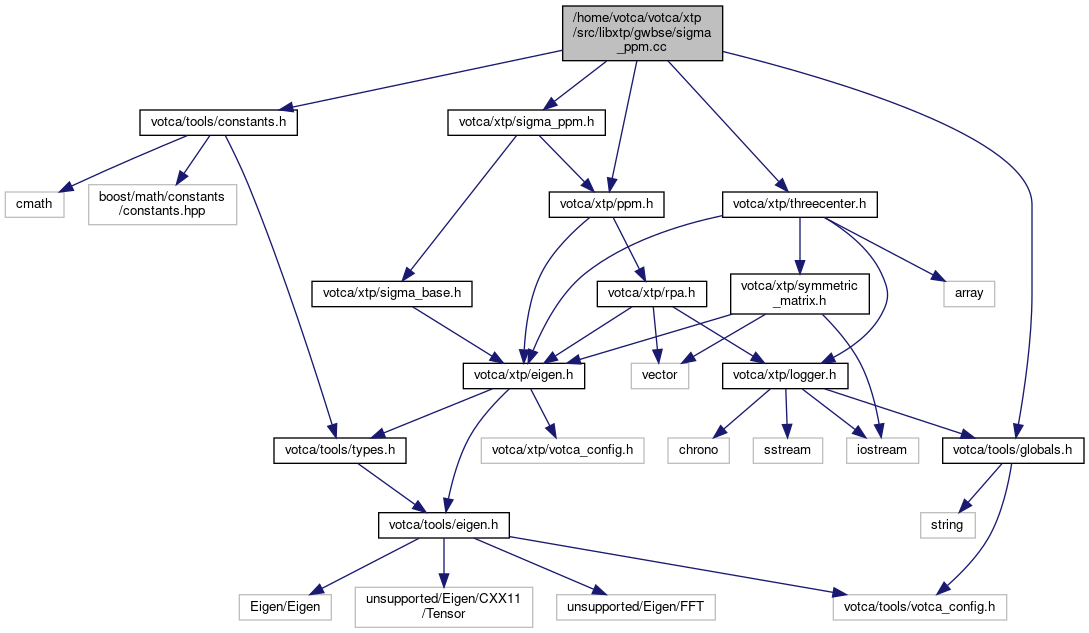 /home/votca/votca/xtp
/src/libxtp/gwbse/sigma
_ppm.cc
votca/tools/constants.h
votca/xtp/sigma_ppm.h
cmath
boost/math/constants
/constants.hpp
votca/xtp/ppm.h
votca/xtp/threecenter.h
votca/xtp/sigma_base.h
votca/xtp/rpa.h
votca/xtp/symmetric
_matrix.h
array
votca/xtp/eigen.h
vector
votca/xtp/logger.h
votca/tools/types.h
votca/xtp/votca_config.h
chrono
sstream
iostream
votca/tools/globals.h
votca/tools/eigen.h
string
Eigen/Eigen
unsupported/Eigen/CXX11
/Tensor
unsupported/Eigen/FFT
votca/tools/votca_config.h